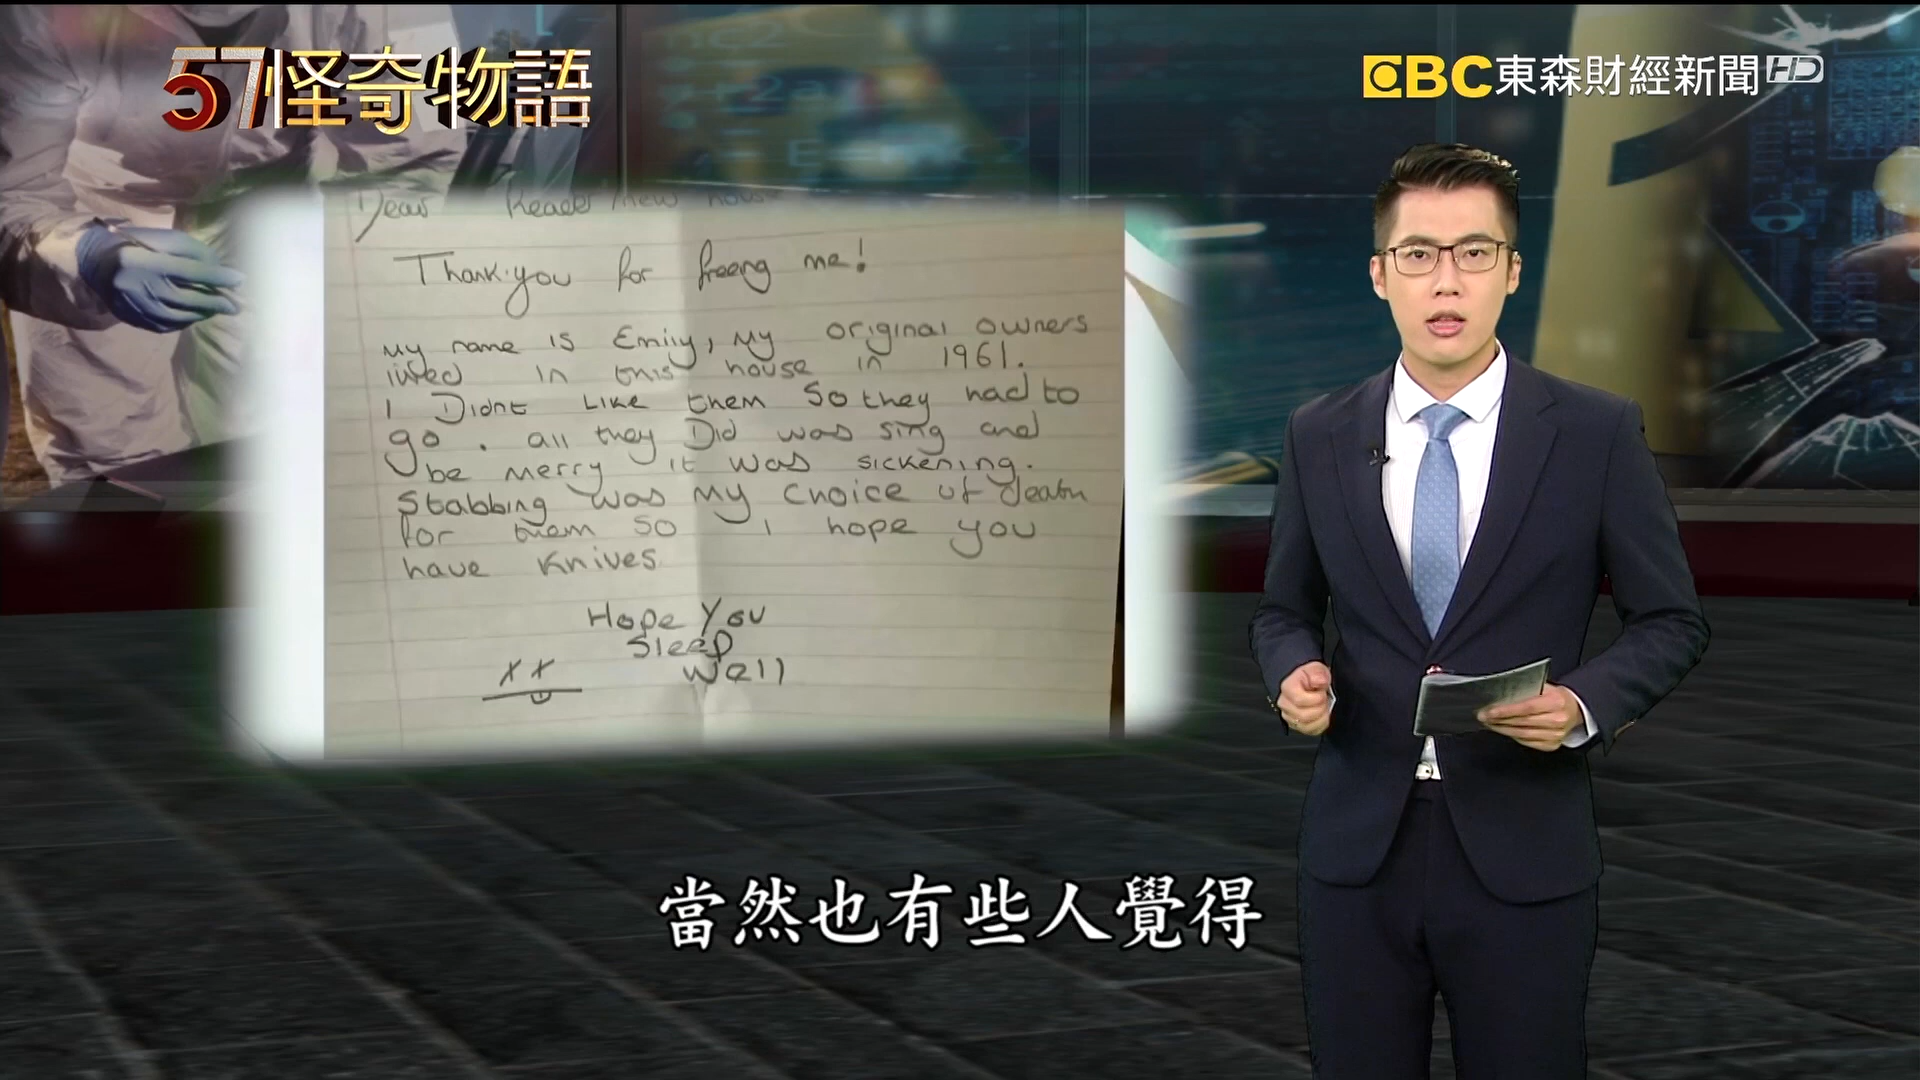 57怪奇物語
EBC東森財經新聞HD
Dear Reader/new hous
Thank you for freeing me!
My name is Emily, My original owners
lived in this house in 1961.
I Didnt Like them So they had to
go. all they Did was sing and
be merry it was sickening.
Stabbing was My Choice of death
for them so I hope you
have Knives.
Hope You
Sleep
Well
X X
當然也有些人覺得